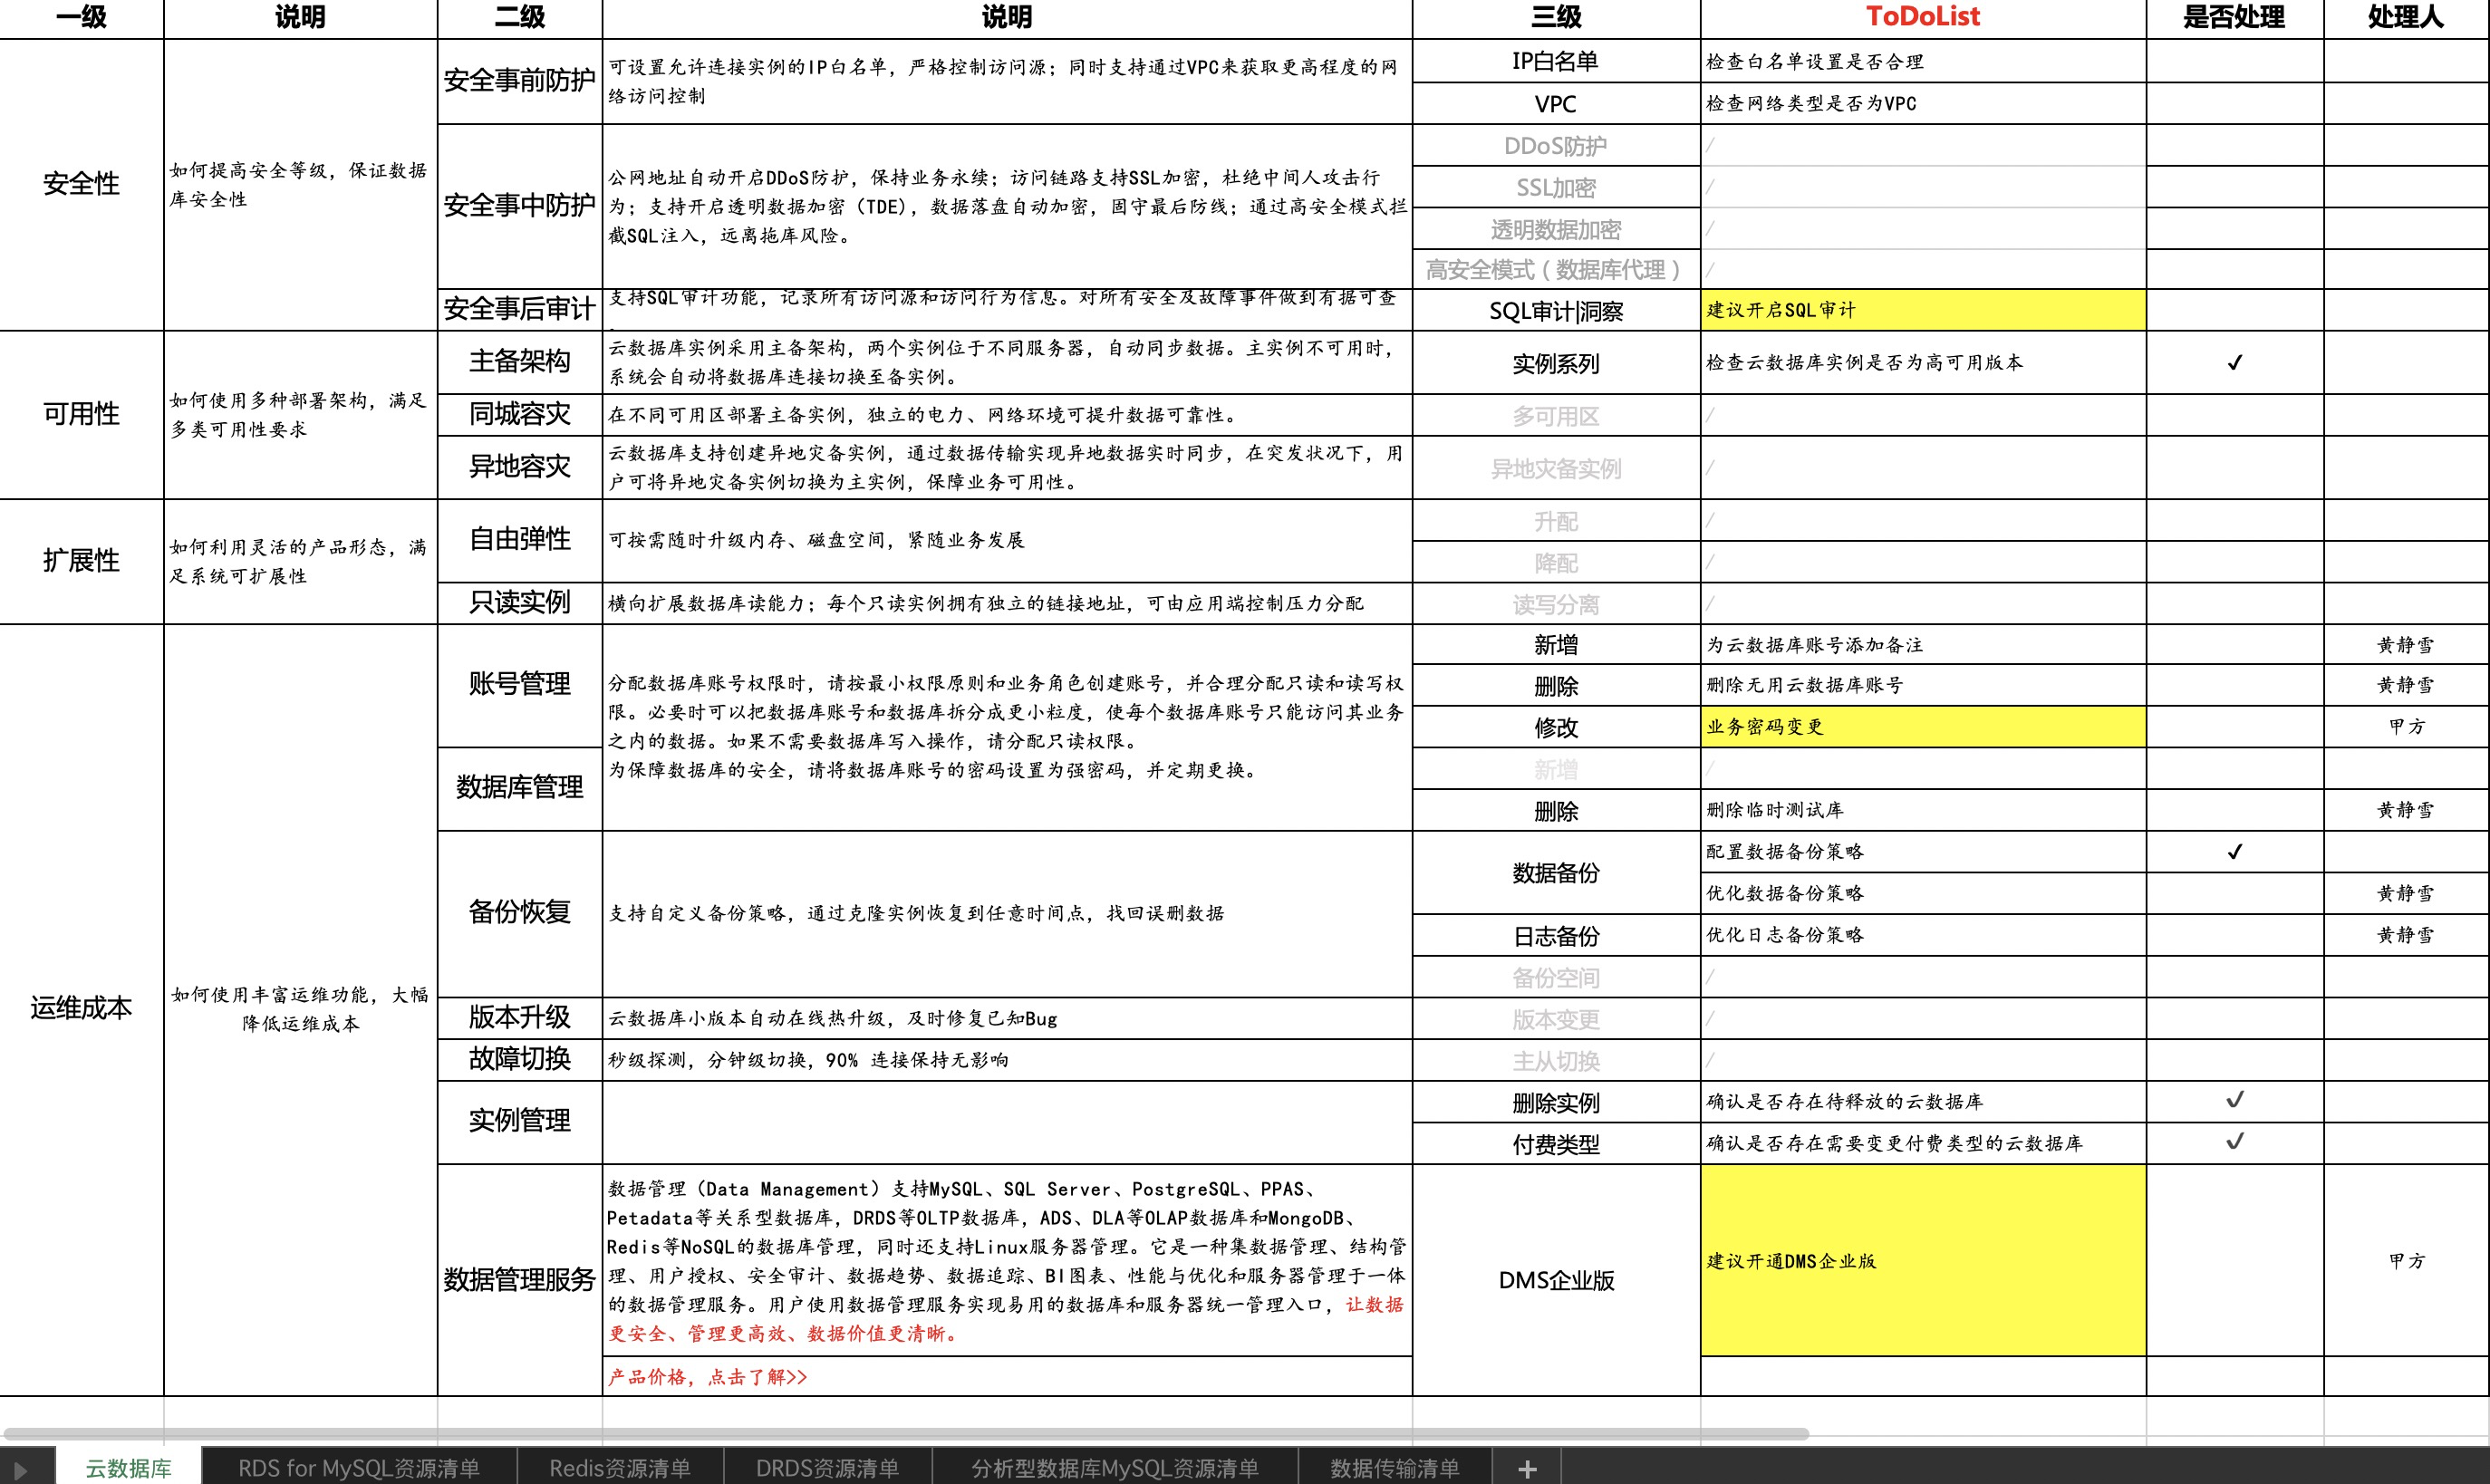 一级 说明 二级 说明 三级 ToDoList 是否处理 处理人
安全性
如何提高安全等级，保证数据
库安全性
安全事前防护
可设置允许连接实例的IP白名单，严格控制访问源；同时支持通过VPC来获取更高程度的网
络访问控制
IP白名单 检查白名单设置是否合理
VPC 检查网络类型是否为VPC
安全事中防护
公网地址自动开启DDoS防护，保持业务永续；访问链路支持SSL加密，杜绝中间人攻击行
为；支持开启透明数据加密（TDE），数据落盘自动加密，固守最后防线；通过高安全模式拦
截SQL注入，远离拖库风险。
DDoS防护 /
SSL加密 /
透明数据加密 /
高安全模式（数据库代理） /
安全事后审计
支持SQL审计功能，记录所有访问源和访问行为信息。对所有安全及故障事件做到有据可查
SQL审计|洞察 建议开启SQL审计
可用性
如何使用多种部署架构，满足
多类可用性要求
主备架构
云数据库实例采用主备架构，两个实例位于不同服务器，自动同步数据。主实例不可用时，
系统会自动将数据库连接切换至备实例。
实例系列 检查云数据库实例是否为高可用版本 ✓
同城容灾 在不同可用区部署主备实例，独立的电力、网络环境可提升数据可靠性。 多可用区 /
异地容灾
云数据库支持创建异地灾备实例，通过数据传输实现异地数据实时同步，在突发状况下，用
户可将异地灾备实例切换为主实例，保障业务可用性。
异地灾备实例 /
扩展性
如何利用灵活的产品形态，满
足系统可扩展性
自由弹性 可按需随时升级内存、磁盘空间，紧随业务发展
升配 /
降配 /
只读实例 横向扩展数据库读能力；每个只读实例拥有独立的链接地址，可由应用端控制压力分配 读写分离 /
运维成本
如何使用丰富运维功能，大幅
降低运维成本
账号管理
分配数据库账号权限时，请按最小权限原则和业务角色创建账号，并合理分配只读和读写权
限。必要时可以把数据库账号和数据库拆分成更小粒度，使每个数据库账号只能访问其业务
之内的数据。如果不需要数据库写入操作，请分配只读权限。
为保障数据库的安全，请将数据库账号的密码设置为强密码，并定期更换。
新增 为云数据库账号添加备注 黄静雪
删除 删除无用云数据库账号 黄静雪
修改 业务密码变更 甲方
数据库管理
新增 /
删除 删除临时测试库 黄静雪
备份恢复 支持自定义备份策略，通过克隆实例恢复到任意时间点，找回误删数据
数据备份
配置数据备份策略 ✓
优化数据备份策略 黄静雪
日志备份 优化日志备份策略 黄静雪
备份空间 /
版本升级 云数据库小版本自动在线热升级，及时修复已知Bug 版本变更 /
故障切换 秒级探测，分钟级切换，90% 连接保持无影响 主从切换 /
实例管理
删除实例 确认是否存在待释放的云数据库 ✓
付费类型 确认是否存在需要变更付费类型的云数据库 ✓
数据管理服务
数据管理（Data Management）支持MySQL、SQL Server、PostgreSQL、PPAS、
Petadata等关系型数据库，DRDS等OLTP数据库，ADS、DLA等OLAP数据库和MongoDB、
Redis等NoSQL的数据库管理，同时还支持Linux服务器管理。它是一种集数据管理、结构管
理、用户授权、安全审计、数据趋势、数据追踪、BI图表、性能与优化和服务器管理于一体
的数据管理服务。用户使用数据管理服务实现易用的数据库和服务器统一管理入口，让数据
更安全、管理更高效、数据价值更清晰。
产品价格，点击了解>>
DMS企业版 建议开通DMS企业版 甲方
云数据库 RDS for MySQL资源清单 Redis资源清单 DRDS资源清单 分析型数据库MySQL资源清单 数据传输清单 +